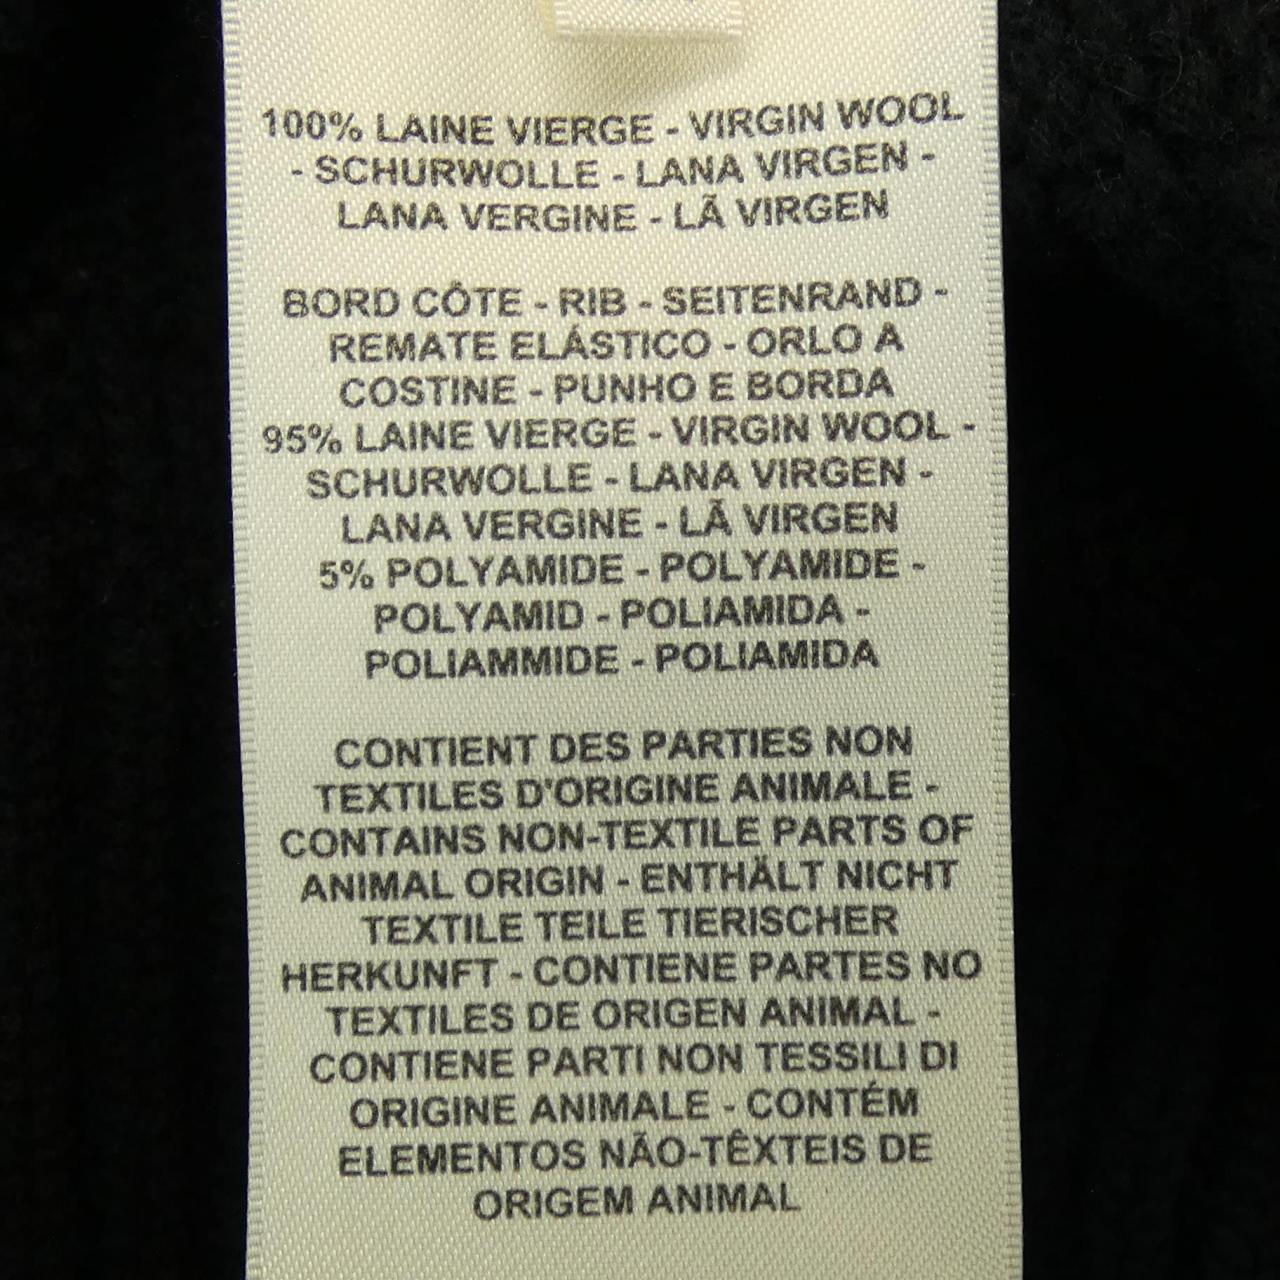 100% LAINE VIERGE - VIRGIN WOOL
- SCHURWOLLE - LANA VIRGEN -
LANA VERGINE - LÃ VIRGEN
BORD CÔTE - RIB - SEITENRAND -
REMATE ELÁSTICO - ORLO A
COSTINE - PUNHO E BORDA
95% LAINE VIERGE - VIRGIN WOOL -
SCHURWOLLE - LANA VIRGEN -
LANA VERGINE - LÃ VIRGEN
5% POLYAMIDE - POLYAMIDE -
POLYAMID - POLIAMIDA -
POLIAMMIDE - POLIAMIDA
CONTIENT DES PARTIES NON
TEXTILES D'ORIGINE ANIMALE -
CONTAINS NON-TEXTILE PARTS OF
ANIMAL ORIGIN - ENTHÄLT NICHT
TEXTILE TEILE TIERISCHER
HERKUNFT - CONTIENE PARTES NO
TEXTILES DE ORIGEN ANIMAL -
CONTIENE PARTI NON TESSILI DI
ORIGINE ANIMALE - CONTÉM
ELEMENTOS NÃO-TÊXTEIS DE
ORIGEM ANIMAL